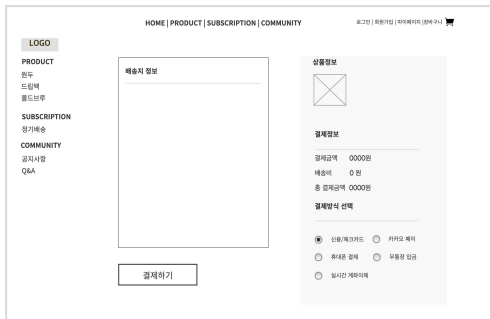 HOME | PRODUCT | SUBSCRIPTION | COMMUNITY
로그인 | 회원가입 | 마이페이지 |장바구니
LOGO
PRODUCT
원두
드립백
콜드브루
SUBSCRIPTION
정기배송
COMMUNITY
공지사항
Q&A
배송지 정보
결제하기
상품정보
결제정보
결제금액 0000원
배송비 0 원
총 결제금액 0000원
결제방식 선택
신용/체크카드 카카오 페이
휴대폰 결제 무통장 입금
실시간 계좌이체